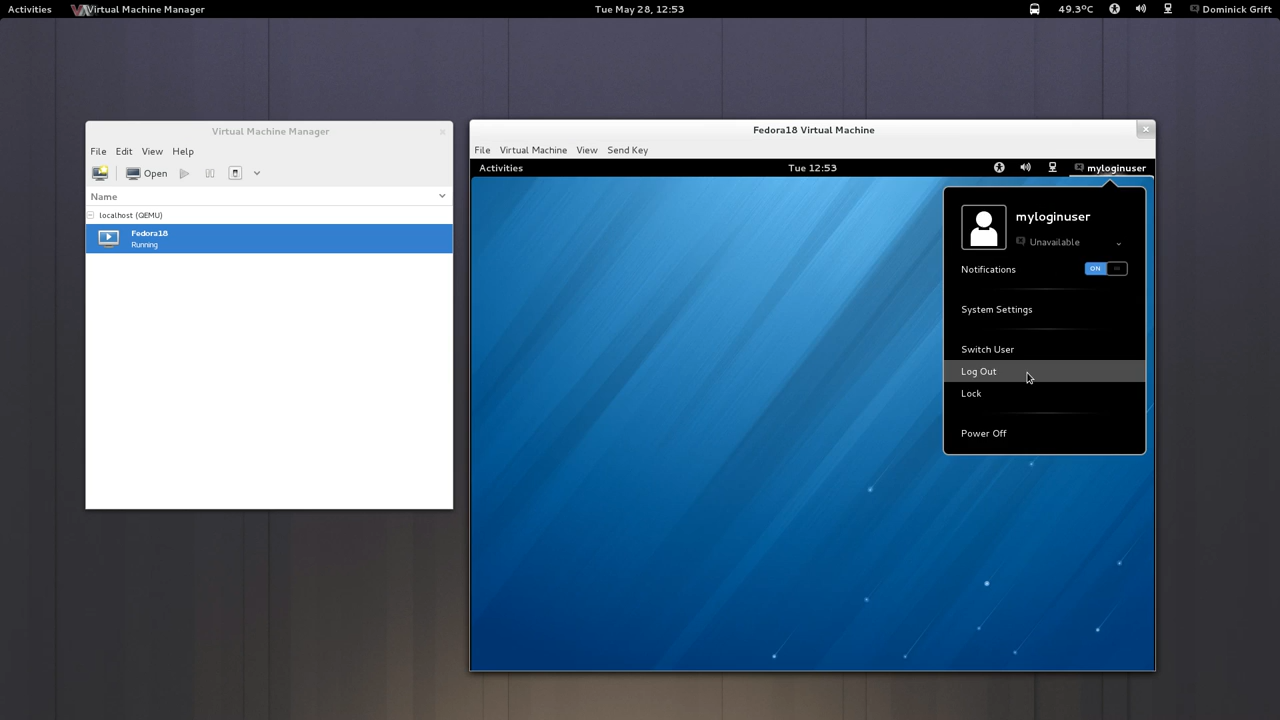 Activities Virtual Machine Manager Tue May 28, 12:53 49.3°C Dominick Grift
Virtual Machine Manager
File Edit View Help
Open
Name
localhost (QEMU)
Fedora18
Running
Fedora18 Virtual Machine
File Virtual Machine View Send Key
Activities Tue 12:53 myloginuser
myloginuser
Unavailable
Notifications ON
System Settings
Switch User
Log Out
Lock
Power Off